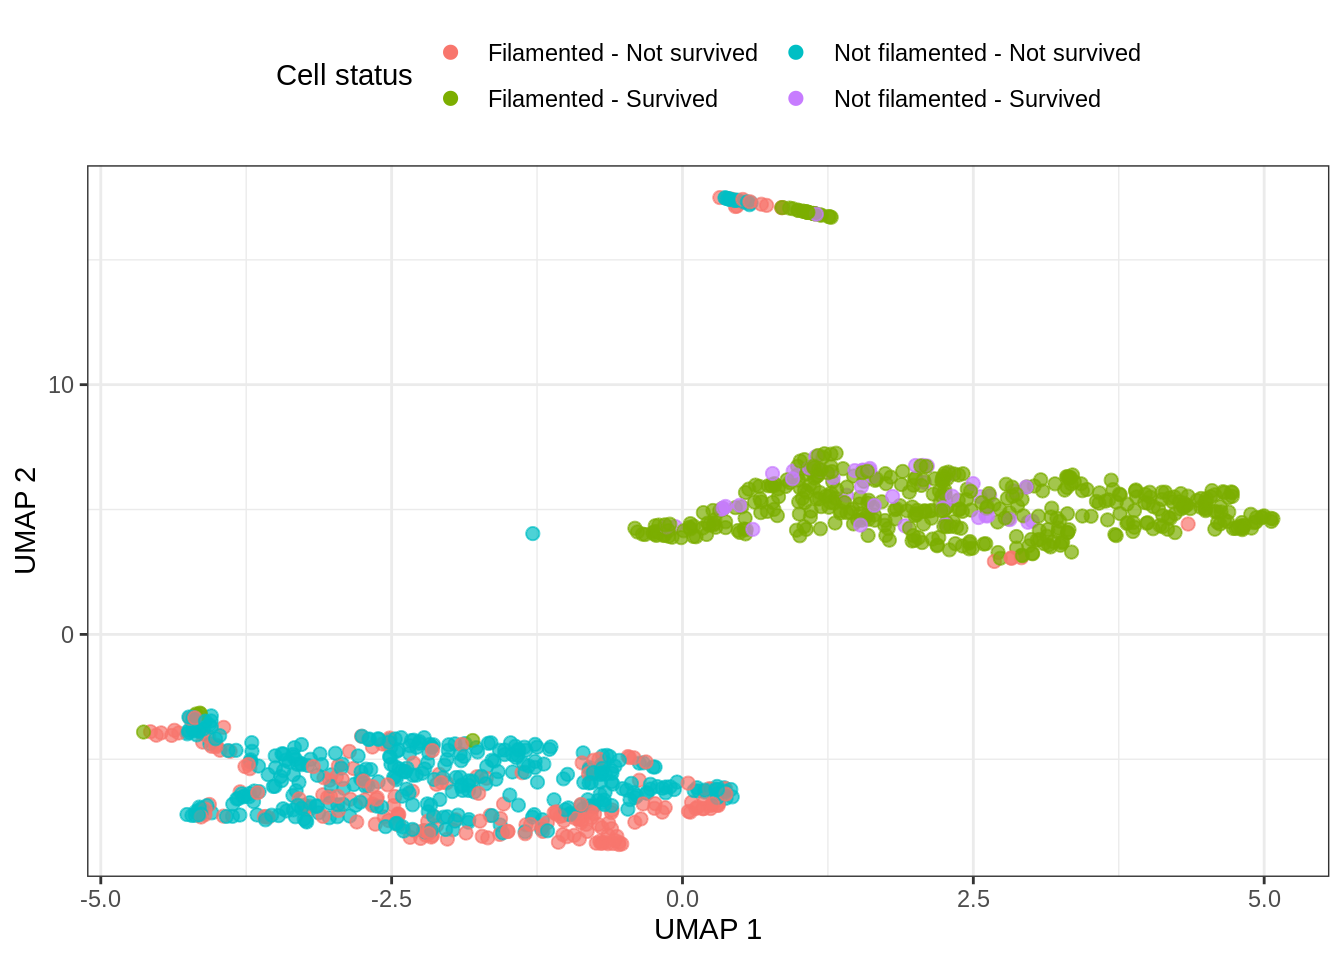 Cell status
Filamented - Not survived
Not filamented - Not survived
Filamented - Survived
Not filamented - Survived
UMAP 2
10
0
-5.0
-2.5
0.0
2.5
5.0
UMAP 1